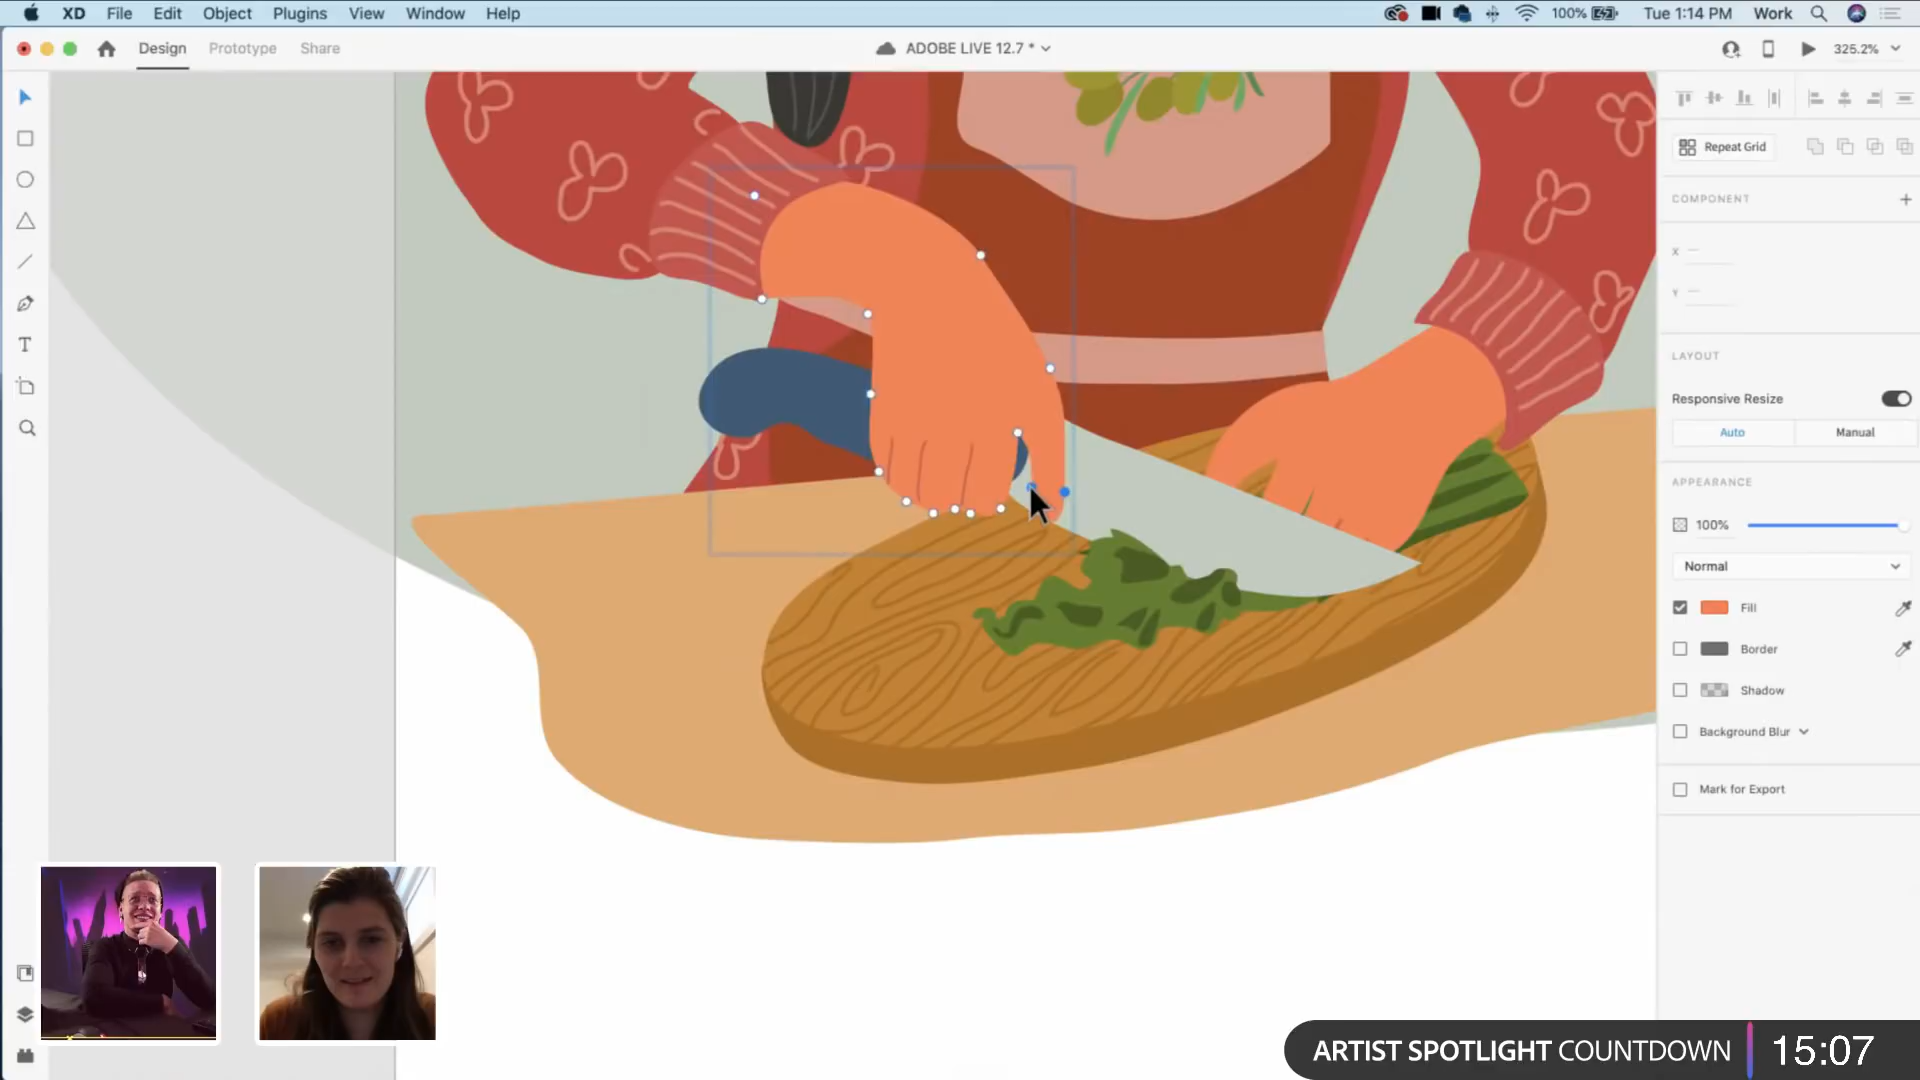 XD File Edit Object Plugins View Window Help 100% Tue 1:14 PM Work
Design Prototype Share ADOBE LIVE 12.7 * 325.2%
Repeat Grid
COMPONENT
X
Y
LAYOUT
Responsive Resize
Auto Manual
APPEARANCE
100%
Normal
Fill
Border
Shadow
Background Blur
Mark for Export
T
ARTIST SPOTLIGHT COUNTDOWN 15:07